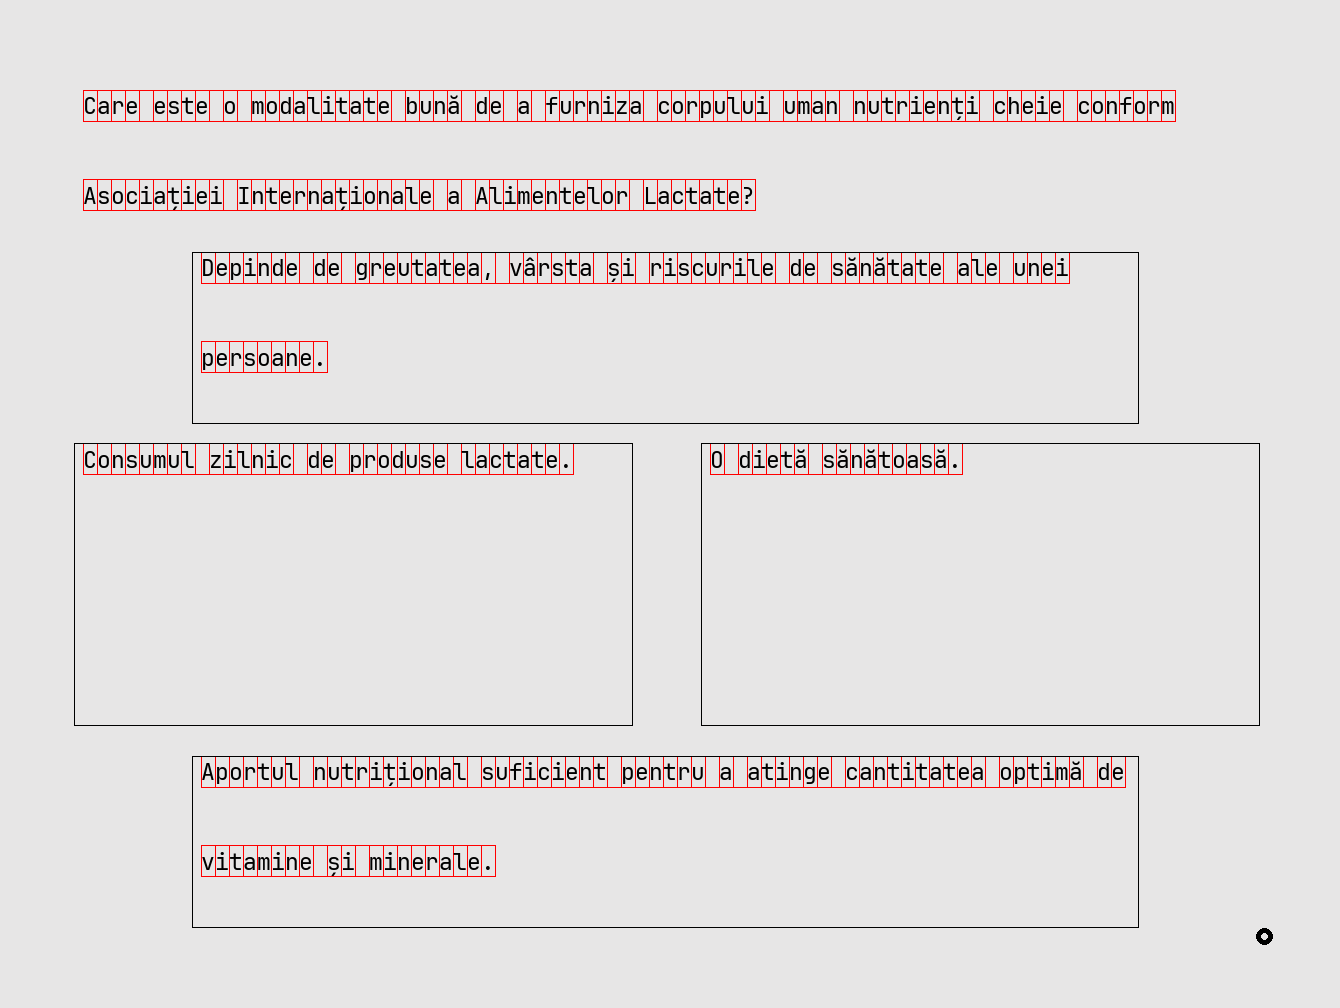 Care este o modalitate bună de a furniza corpului uman nutrienți cheie conform
Asociației Internaționale a Alimentelor Lactate?
Depinde de greutatea, vârsta și riscurile de sănătate ale unei
persoane.
Consumul zilnic de produse lactate.
O dietă sănătoasă.
Aportul nutrițional suficient pentru a atinge cantitatea optimă de
vitamine și minerale.